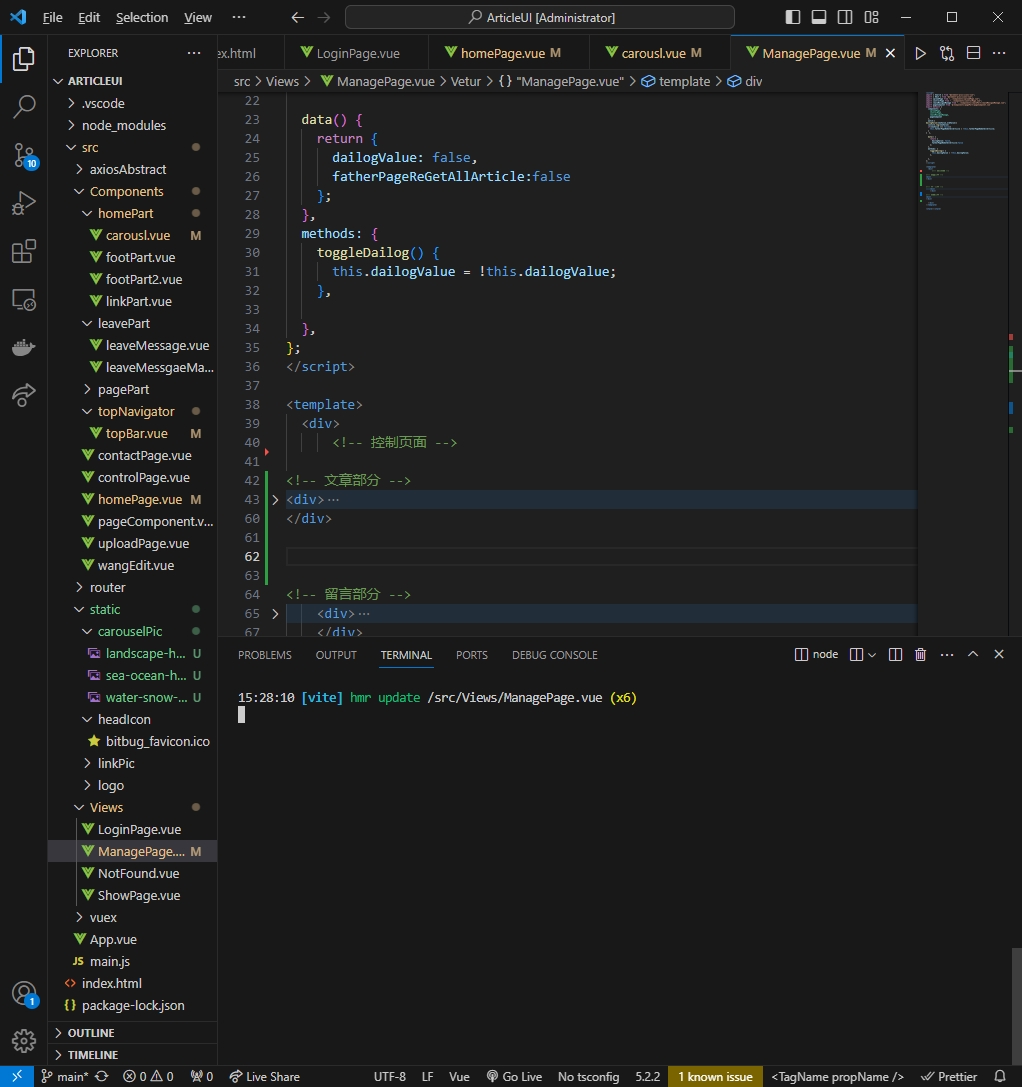 File Edit Selection View ··· ArticleUI [Administrator]
EXPLORER ···
ARTICLEUI
.vscode
node_modules
src
axiosAbstract
Components
homePart
carousl.vue M
footPart.vue
footPart2.vue
linkPart.vue
leavePart
leaveMessage.vue
leaveMessgaeMa...
pagePart
topNavigator
topBar.vue M
contactPage.vue
controlPage.vue
homePage.vue M
pageComponent.v...
uploadPage.vue
wangEdit.vue
router
static
carouselPic
landscape-h... U
sea-ocean-h... U
water-snow-... U
headIcon
bitbug_favicon.ico
linkPic
logo
Views
LoginPage.vue
ManagePage.... M
NotFound.vue
ShowPage.vue
vuex
App.vue
JS main.js
index.html
{} package-lock.json
OUTLINE
TIMELINE
10
1
ex.html LoginPage.vue homePage.vue M carousl.vue M ManagePage.vue M
src > Views > ManagePage.vue > Vetur > {} "ManagePage.vue" > template > div
22
23 data() {
24 return {
25 dailogValue: false,
26 fatherPageReGetAllArticle:false
27 };
28 },
29 methods: {
30 toggleDailog() {
31 this.dailogValue = !this.dailogValue;
32 },
33
34 },
35 };
36 </script>
37
38 <template>
39 <div>
40 <!-- 控制页面 -->
41
42 <!-- 文章部分 -->
43 <div>···
60 </div>
61
62
63
64 <!-- 留言部分 -->
65 <div>···
67 </div>
PROBLEMS OUTPUT TERMINAL PORTS DEBUG CONSOLE node ···
15:28:10 [vite] hmr update /src/Views/ManagePage.vue (x6)
main* 0 0 0 Live Share UTF-8 LF Vue Go Live No tsconfig 5.2.2 1 known issue <TagName propName /> Prettier